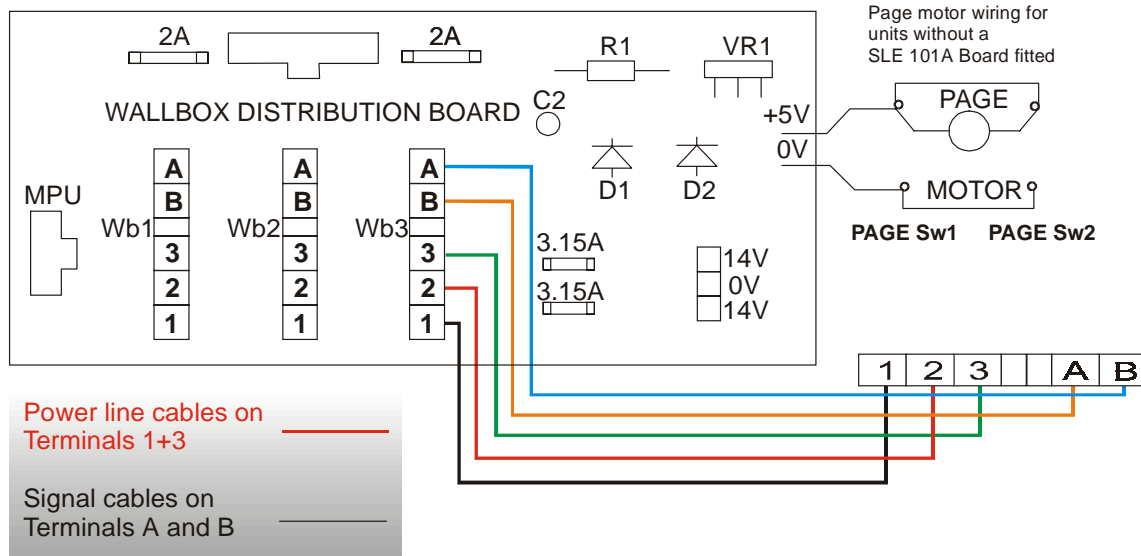 Page motor wiring for
units without a
SLE 101A Board fitted
2A
2A
R1
VR1
WALLBOX DISTRIBUTION BOARD
C2
+5V
0V
PAGE
MOTOR
PAGE Sw1
PAGE Sw2
D1
D2
MPU
Wb1
A
B
3
2
1
Wb2
A
B
3
2
1
Wb3
A
B
3
2
1
3.15A
3.15A
14V
0V
14V
1 2 3 A B
Power line cables on
Terminals 1+3
Signal cables on
Terminals A and B